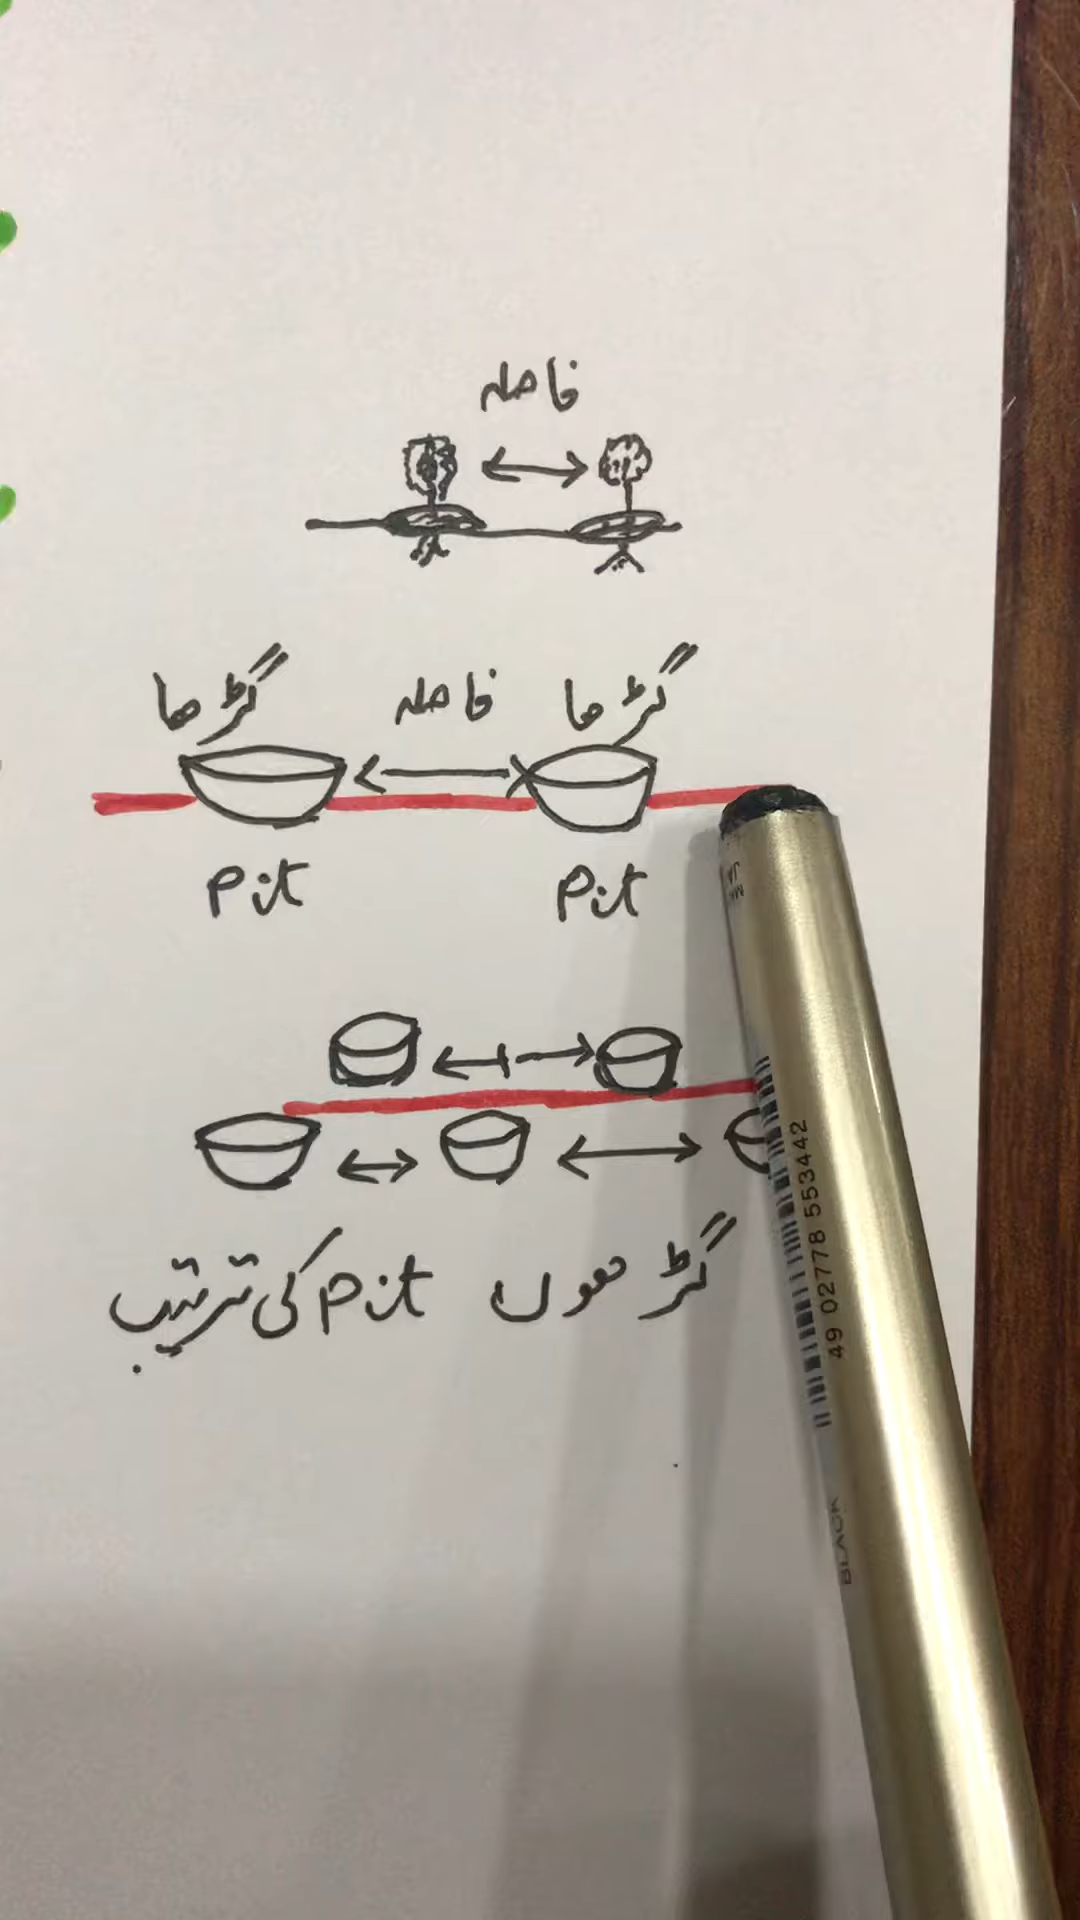 فاصلہ
گڑھا فاصلہ گڑھا
Pit Pit
گڑھوں Pit کی ترتیب
49 02778 553442
BLACK